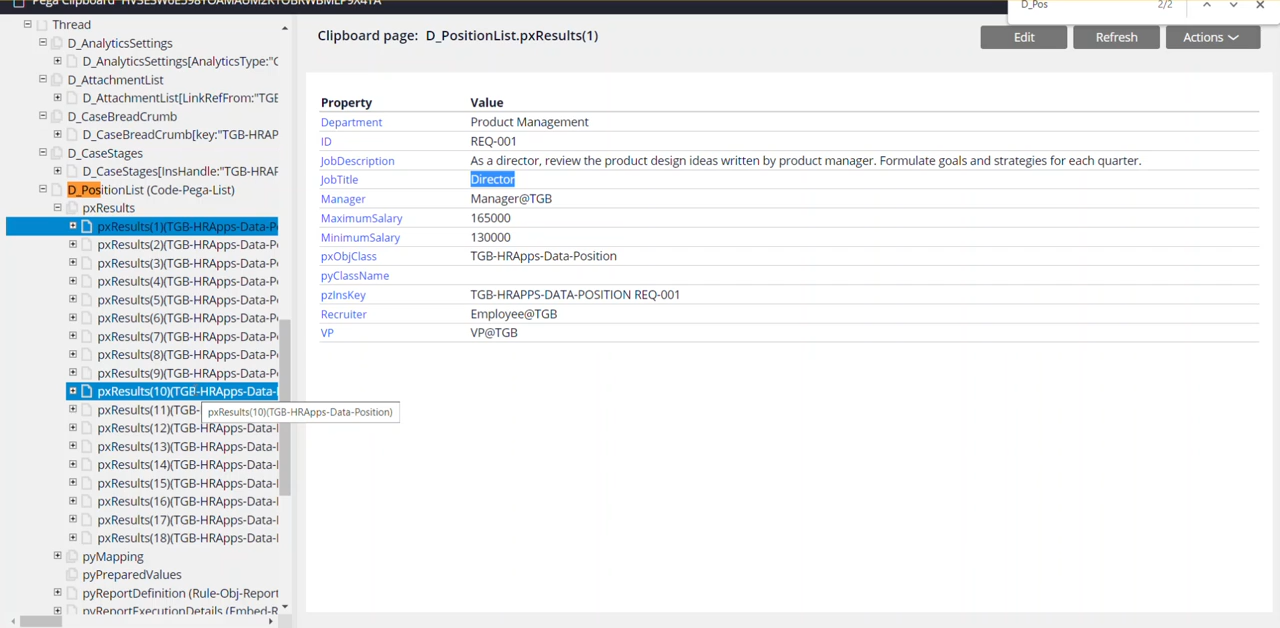 D_Pos 2/2
Thread
D_AnalyticsSettings
D_AnalyticsSettings[AnalyticsType:"C
D_AttachmentList
D_AttachmentList[LinkRefFrom:"TGE
D_CaseBreadCrumb
D_CaseBreadCrumb[key:"TGB-HRAP
D_CaseStages
D_CaseStages[InsHandle:"TGB-HRAF
D_PositionList (Code-Pega-List)
pxResults
pxResults(1)(TGB-HRApps-Data-P
pxResults(2)(TGB-HRApps-Data-P
pxResults(3)(TGB-HRApps-Data-P
pxResults(4)(TGB-HRApps-Data-P
pxResults(5)(TGB-HRApps-Data-P
pxResults(6)(TGB-HRApps-Data-P
pxResults(7)(TGB-HRApps-Data-P
pxResults(8)(TGB-HRApps-Data-P
pxResults(9)(TGB-HRApps-Data-P
pxResults(10)(TGB-HRApps-Data-
pxResults(11)(TGB-
pxResults(10)(TGB-HRApps-Data-Position)
pxResults(12)(TGB-HRApps-Data-
pxResults(13)(TGB-HRApps-Data-
pxResults(14)(TGB-HRApps-Data-
pxResults(15)(TGB-HRApps-Data-
pxResults(16)(TGB-HRApps-Data-
pxResults(17)(TGB-HRApps-Data-
pxResults(18)(TGB-HRApps-Data-
pyMapping
pyPreparedValues
pyReportDefinition (Rule-Obj-Report
pyReportExecutionDetails (Embed-R
Clipboard page: D_PositionList.pxResults(1)
Edit Refresh Actions
Property Value
Department Product Management
ID REQ-001
JobDescription As a director, review the product design ideas written by product manager. Formulate goals and strategies for each quarter.
JobTitle Director
Manager Manager@TGB
MaximumSalary 165000
MinimumSalary 130000
pxObjClass TGB-HRApps-Data-Position
pyClassName
pzInsKey TGB-HRAPPS-DATA-POSITION REQ-001
Recruiter Employee@TGB
VP VP@TGB